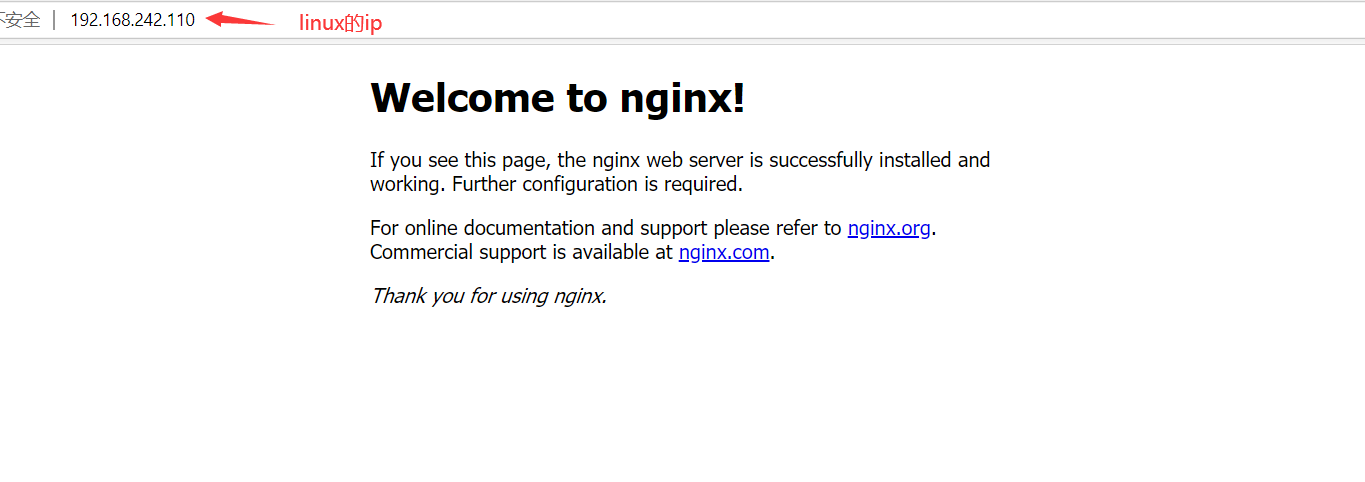 不安全 | 192.168.242.110 linux的ip
Welcome to nginx!
If you see this page, the nginx web server is successfully installed and
working. Further configuration is required.
For online documentation and support please refer to nginx.org.
Commercial support is available at nginx.com.
Thank you for using nginx.